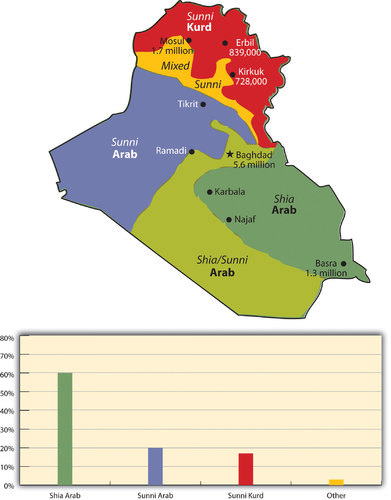 Sunni
Kurd
Mosul
1.7 million
Erbil
839,000
Mixed
Kirkuk
728,000
Sunni
Tikrit
Sunni
Arab
Ramadi
Baghdad
5.6 million
Karbala
Shia
Arab
Najaf
Shia/Sunni
Arab
Basra
1.3 million
80%
70%
60%
50%
40%
30%
20%
10%
0%
Shia Arab
Sunni Arab
Sunni Kurd
Other